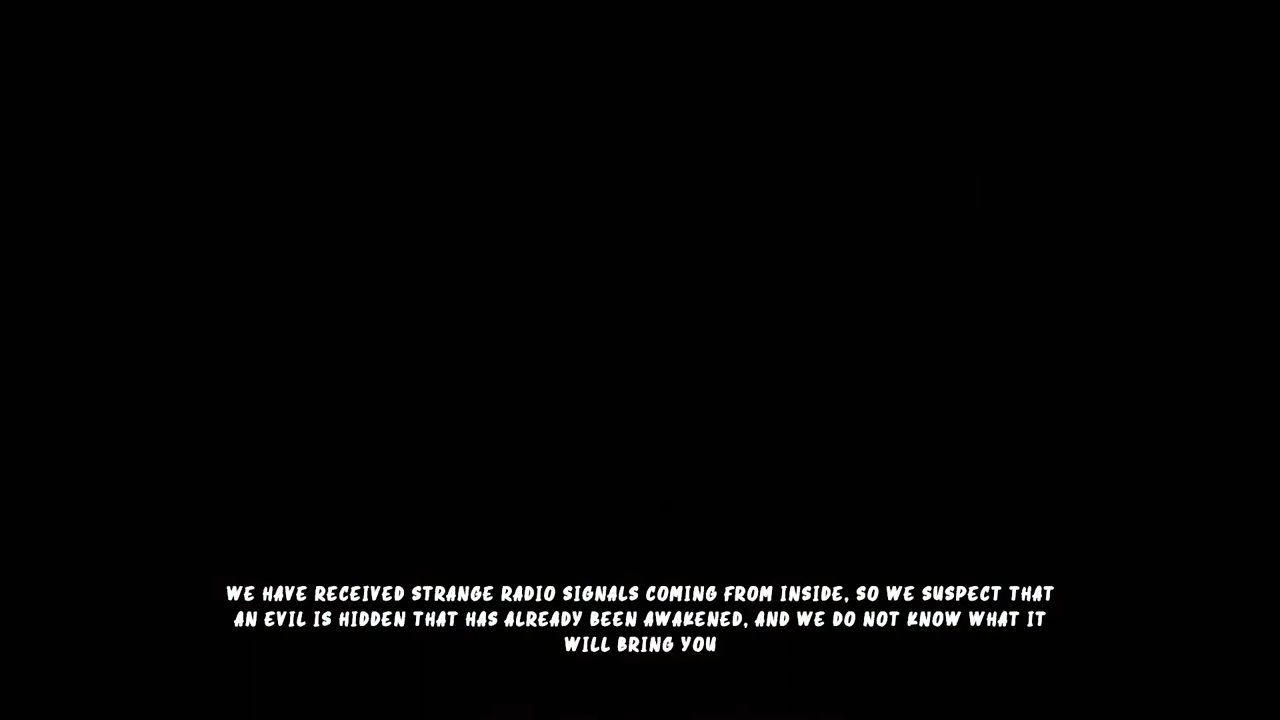 WE HAVE RECEIVED STRANGE RADIO SIGNALS COMING FROM INSIDE, SO WE SUSPECT THAT
AN EVIL IS HIDDEN THAT HAS ALREADY BEEN AWAKENED, AND WE DO NOT KNOW WHAT IT
WILL BRING YOU